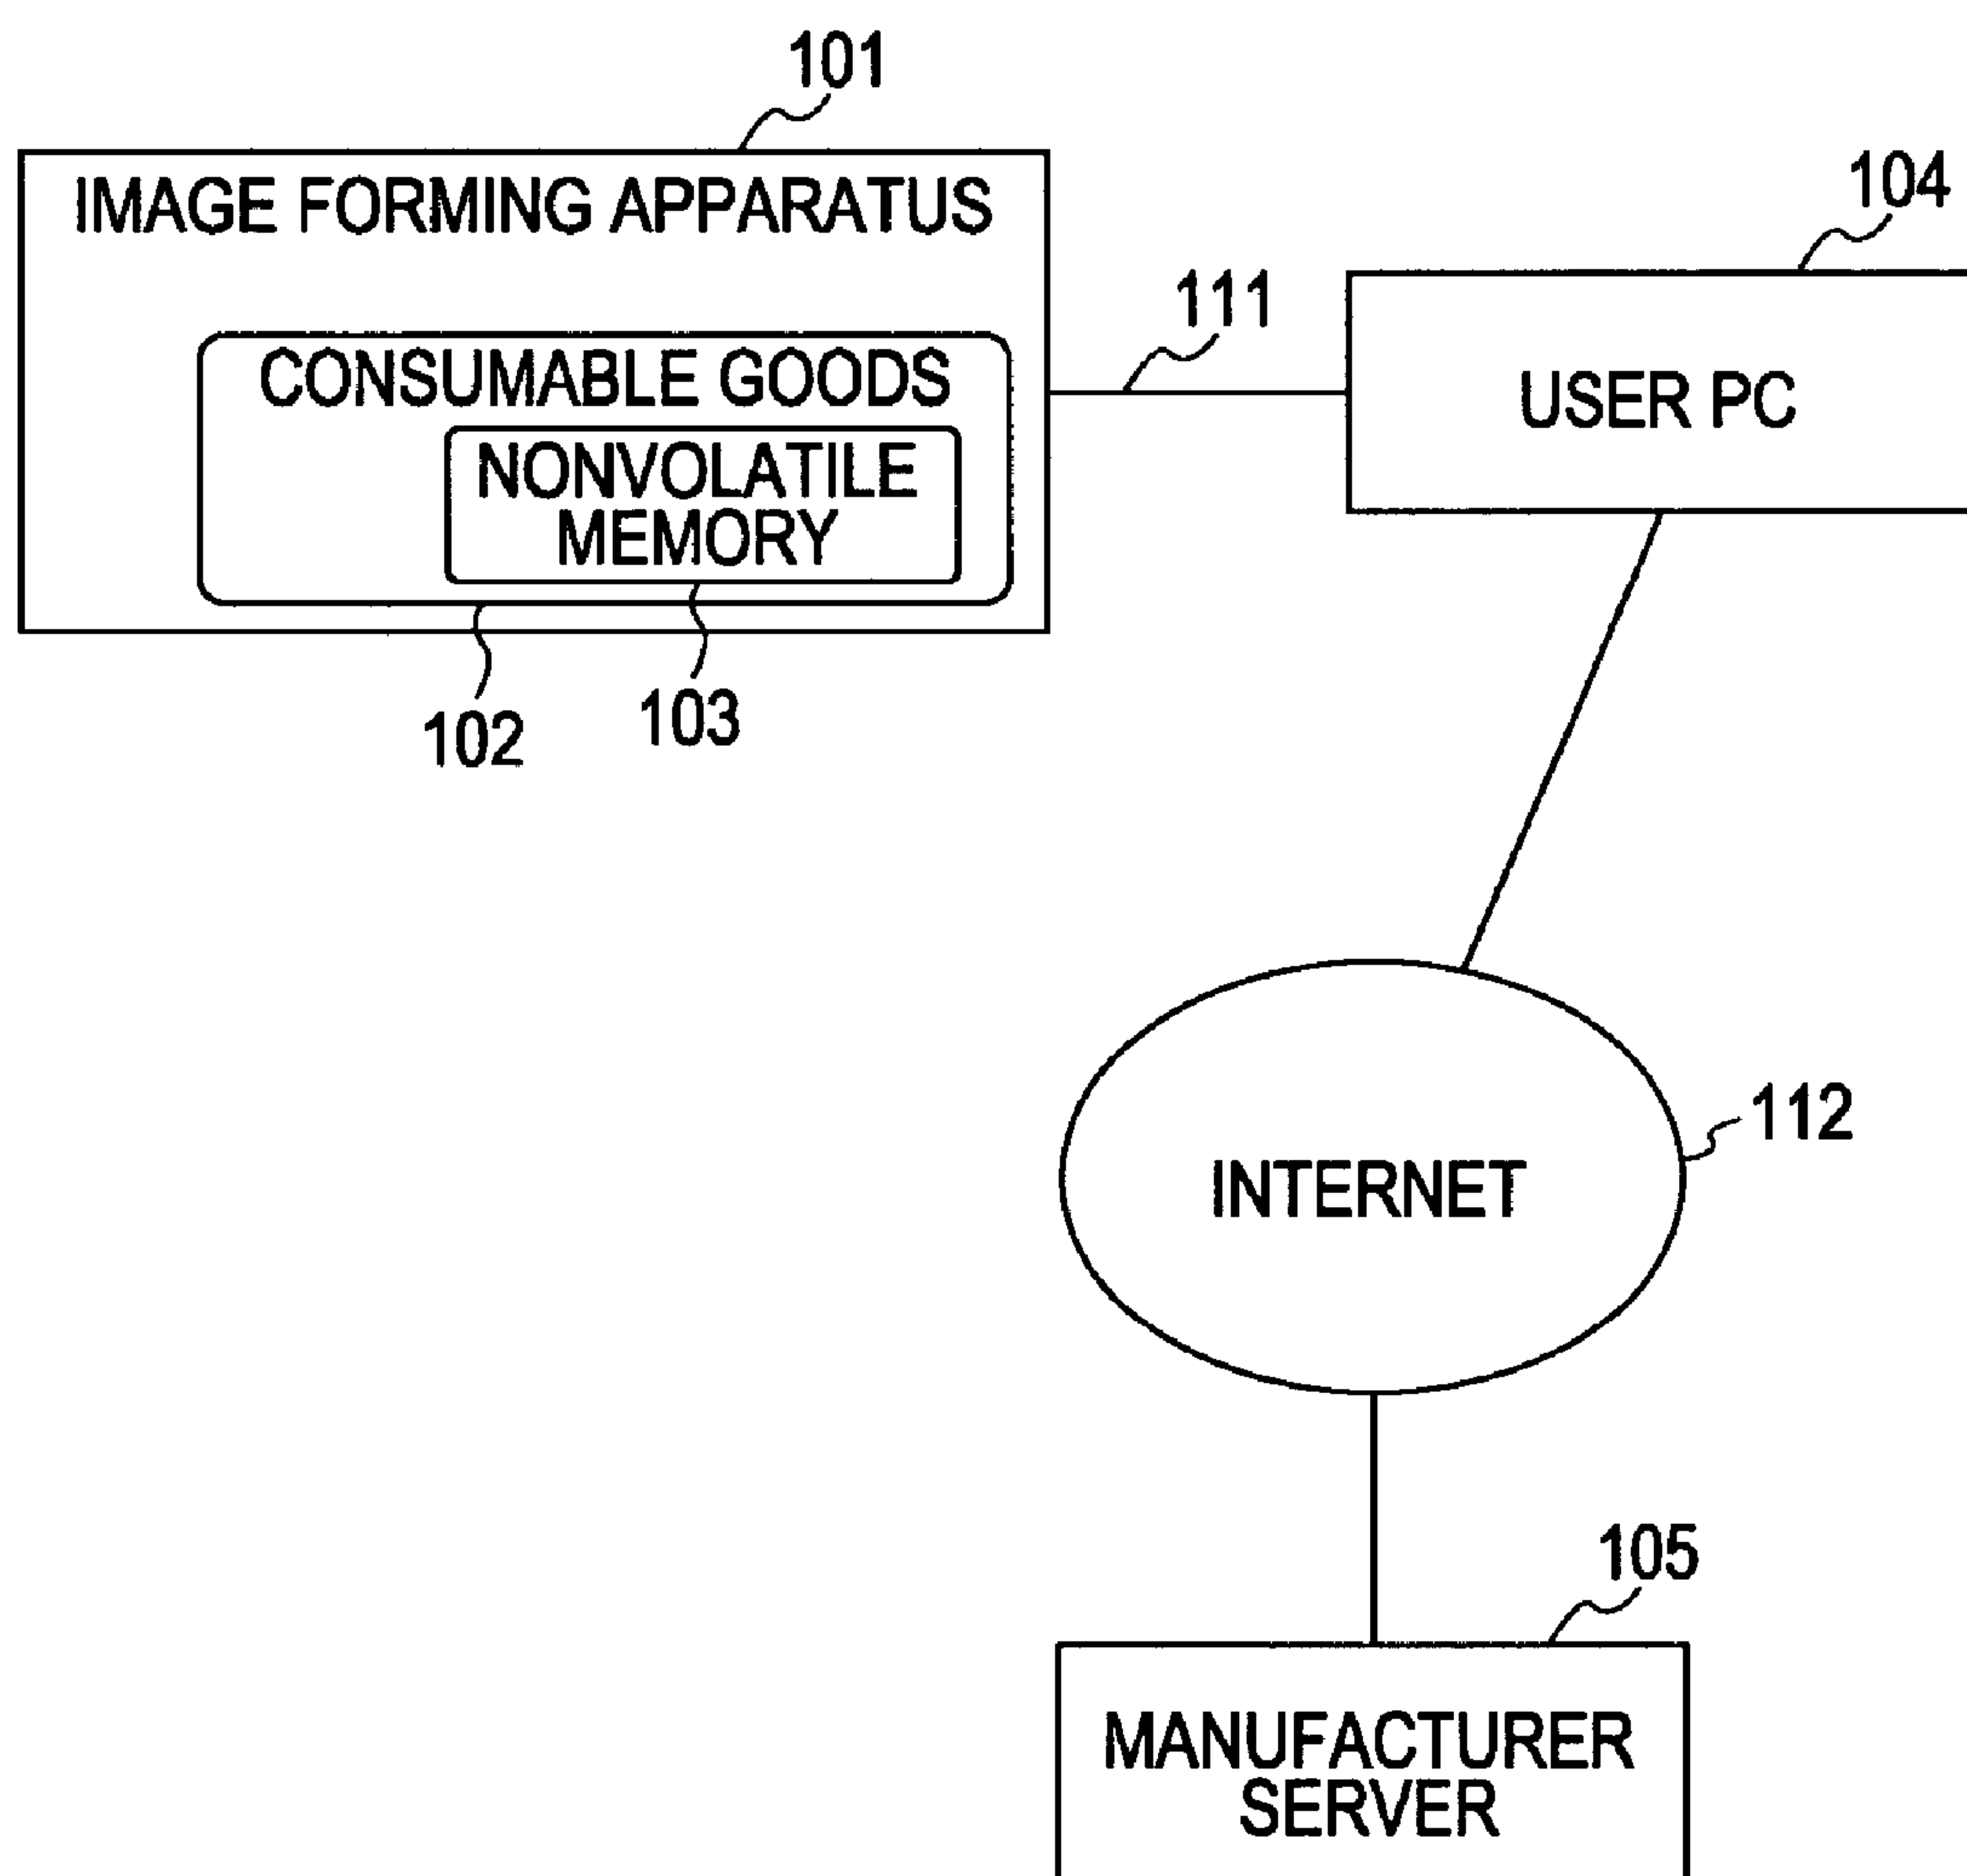 101
IMAGE FORMING APPARATUS
104
111
CONSUMABLE GOODS
USER PC
NONVOLATILE
MEMORY
103
102
112
INTERNET
105
MANUFACTURER
SERVER